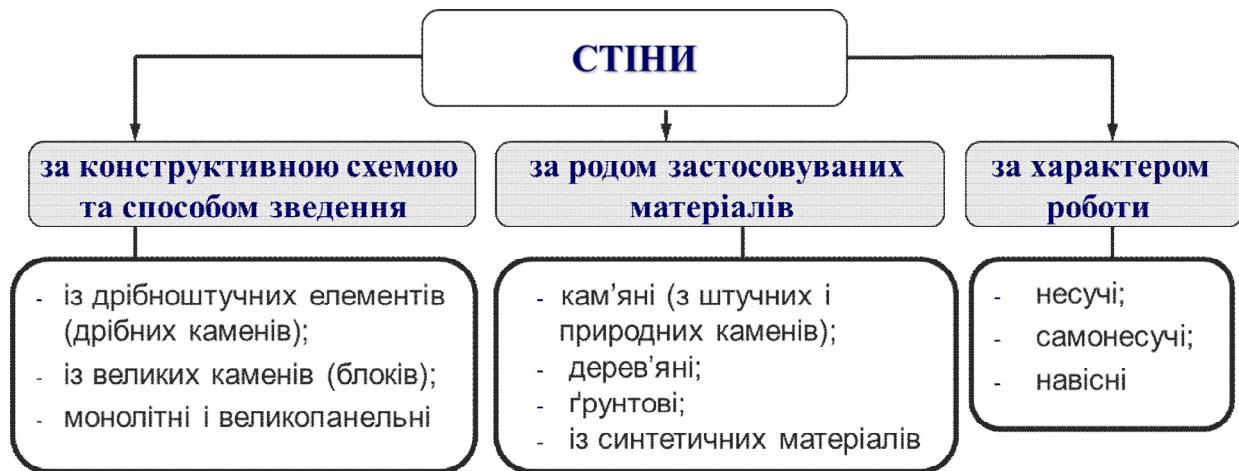 СТІНИ
за конструктивною схемою
та способом зведення
- із дрібноштучних елементів
(дрібних каменів);
- із великих каменів (блоків);
- монолітні і великопанельні
за родом застосовуваних
матеріалів
- кам’яні (з штучних і
природних каменів);
- дерев’яні;
- ґрунтові;
- із синтетичних матеріалів
за характером
роботи
- несучі;
- самонесучі;
- навісні